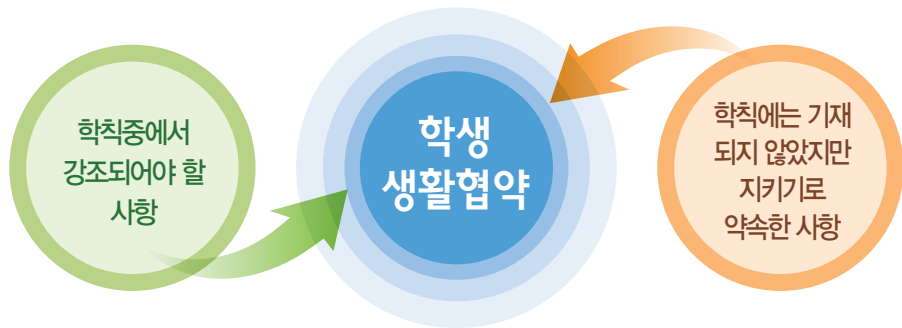 학칙중에서
강조되어야 할
사항
학생
생활협약
학칙에는 기재
되지 않았지만
지키기로
약속한 사항